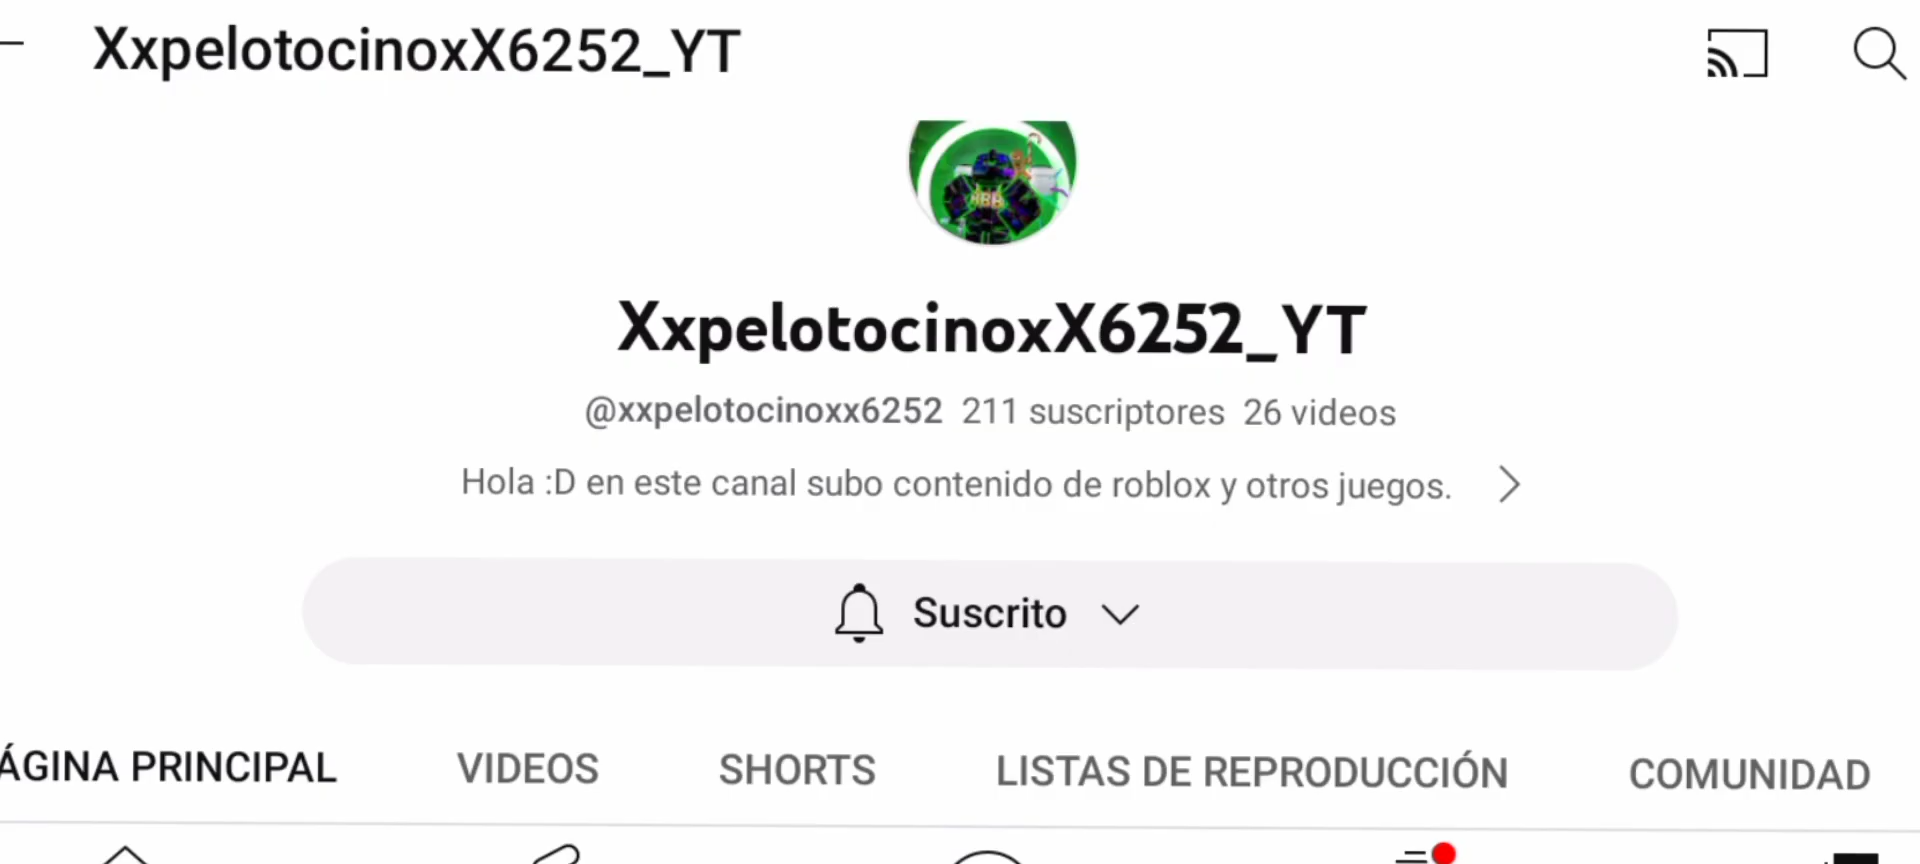 XxpelotocinoxX6252_YT
XxpelotocinoxX6252_YT
@xxpelotocinoxx6252 211 suscriptores 26 videos
Hola :D en este canal subo contenido de roblox y otros juegos.
Suscrito
ÁGINA PRINCIPAL VIDEOS SHORTS LISTAS DE REPRODUCCIÓN COMUNIDAD